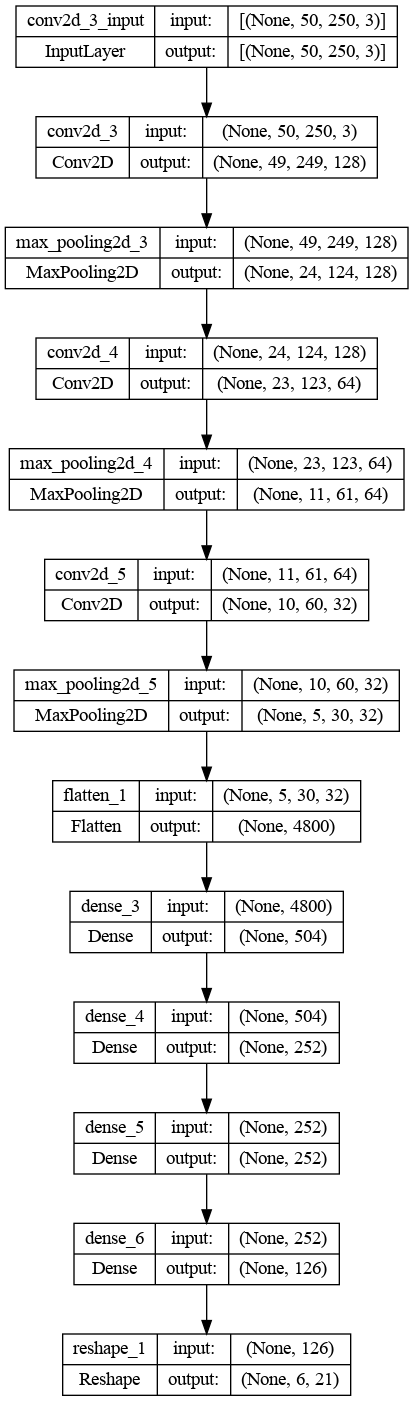 conv2d_3_input input: [(None, 50, 250, 3)]
InputLayer output: [(None, 50, 250, 3)]
conv2d_3 input: (None, 50, 250, 3)
Conv2D output: (None, 49, 249, 128)
max_pooling2d_3 input: (None, 49, 249, 128)
MaxPooling2D output: (None, 24, 124, 128)
conv2d_4 input: (None, 24, 124, 128)
Conv2D output: (None, 23, 123, 64)
max_pooling2d_4 input: (None, 23, 123, 64)
MaxPooling2D output: (None, 11, 61, 64)
conv2d_5 input: (None, 11, 61, 64)
Conv2D output: (None, 10, 60, 32)
max_pooling2d_5 input: (None, 10, 60, 32)
MaxPooling2D output: (None, 5, 30, 32)
flatten_1 input: (None, 5, 30, 32)
Flatten output: (None, 4800)
dense_3 input: (None, 4800)
Dense output: (None, 504)
dense_4 input: (None, 504)
Dense output: (None, 252)
dense_5 input: (None, 252)
Dense output: (None, 252)
dense_6 input: (None, 252)
Dense output: (None, 126)
reshape_1 input: (None, 126)
Reshape output: (None, 6, 21)